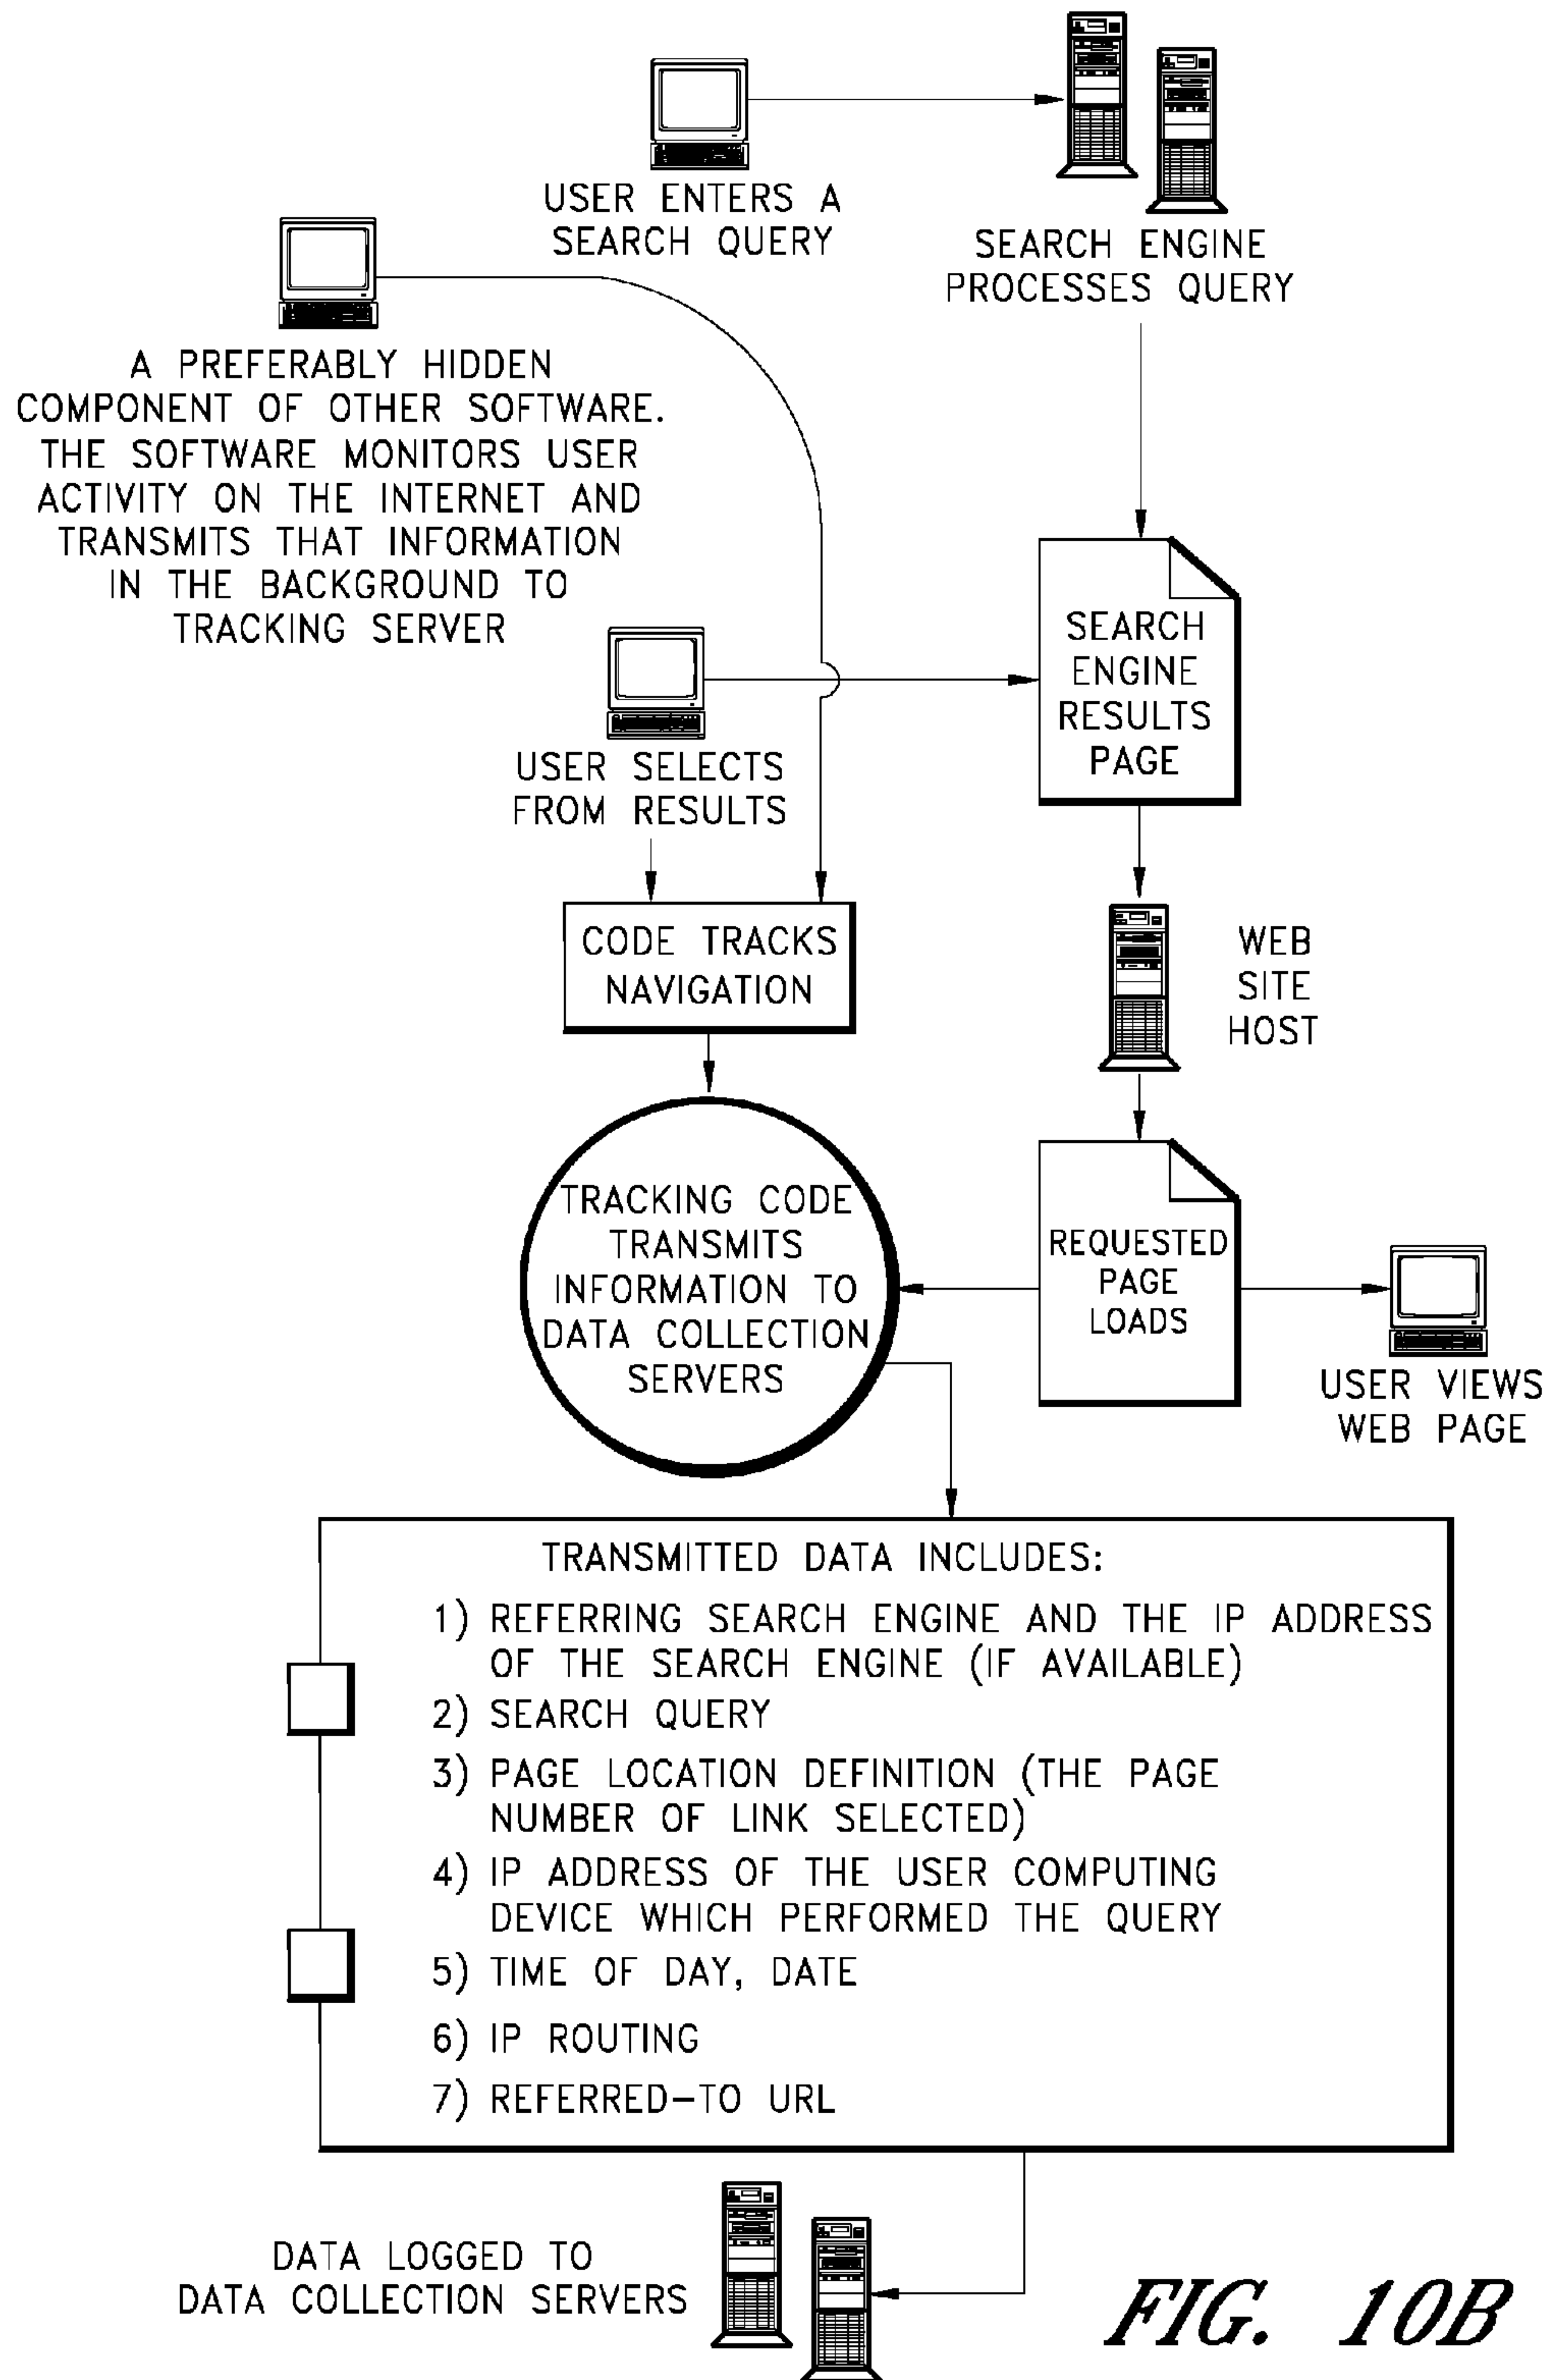 USER ENTERS A
SEARCH QUERY
SEARCH ENGINE
PROCESSES QUERY
A PREFERABLY HIDDEN
COMPONENT OF OTHER SOFTWARE.
THE SOFTWARE MONITORS USER
ACTIVITY ON THE INTERNET AND
TRANSMITS THAT INFORMATION
IN THE BACKGROUND TO
TRACKING SERVER
SEARCH
ENGINE
RESULTS
PAGE
USER SELECTS
FROM RESULTS
CODE TRACKS
NAVIGATION
WEB
SITE
HOST
TRACKING CODE
TRANSMITS
INFORMATION TO
DATA COLLECTION
SERVERS
REQUESTED
PAGE
LOADS
USER VIEWS
WEB PAGE
TRANSMITTED DATA INCLUDES:
1) REFERRING SEARCH ENGINE AND THE IP ADDRESS
OF THE SEARCH ENGINE (IF AVAILABLE)
2) SEARCH QUERY
3) PAGE LOCATION DEFINITION (THE PAGE
NUMBER OF LINK SELECTED)
4) IP ADDRESS OF THE USER COMPUTING
DEVICE WHICH PERFORMED THE QUERY
5) TIME OF DAY, DATE
6) IP ROUTING
7) REFERRED-TO URL
DATA LOGGED TO
DATA COLLECTION SERVERS
FIG. 10B